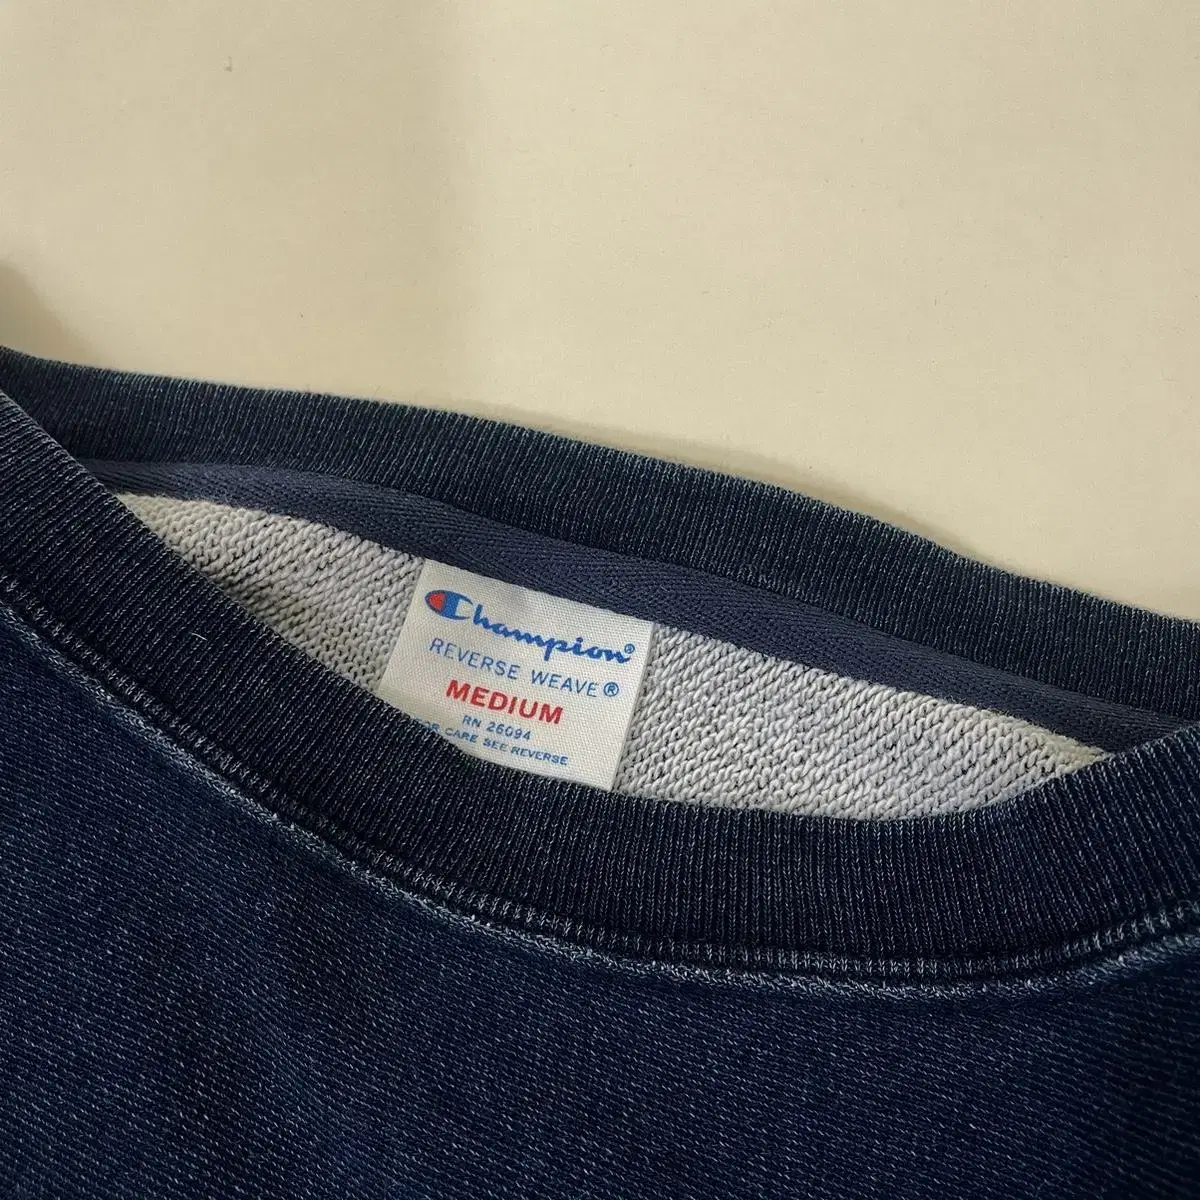 Champion®
REVERSE WEAVE®
MEDIUM
RN 26094
FOR CARE SEE REVERSE